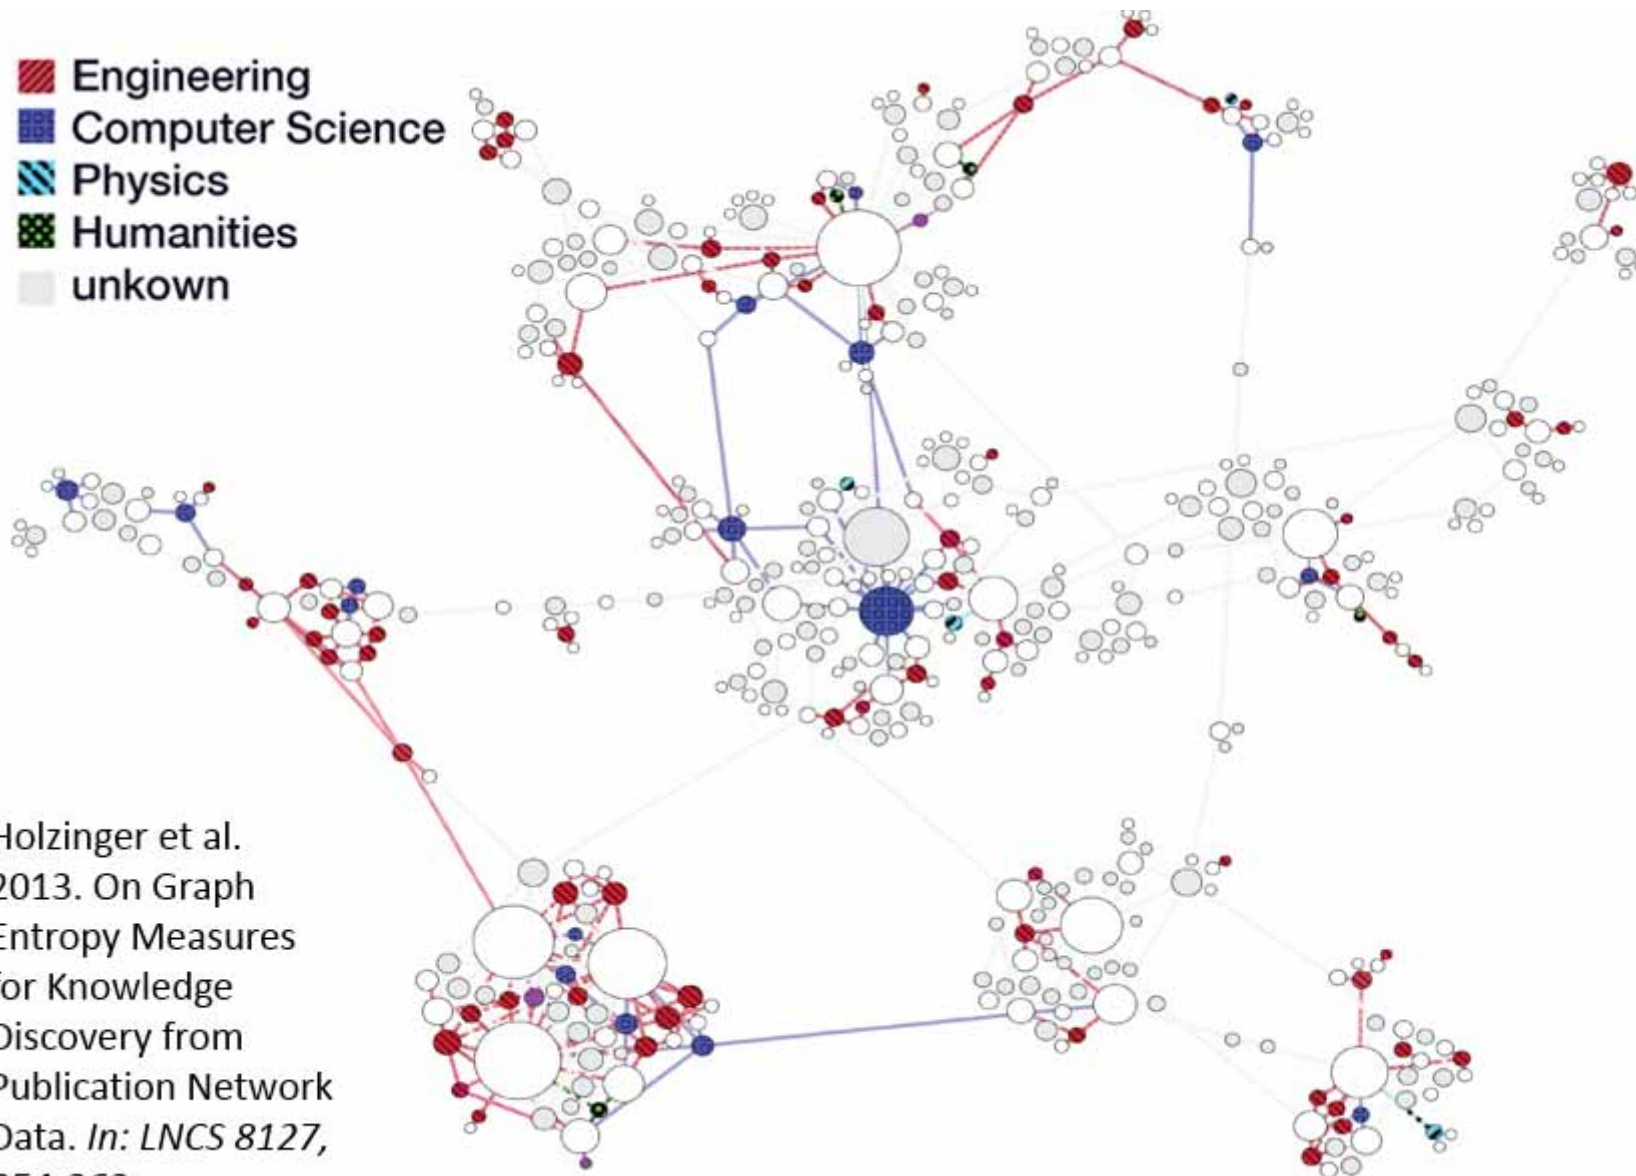 Engineering
Computer Science
Physics
Humanities
unkown
Holzinger et al.
2013. On Graph
Entropy Measures
for Knowledge
Discovery from
Publication Network
Data. In: LNCS 8127,